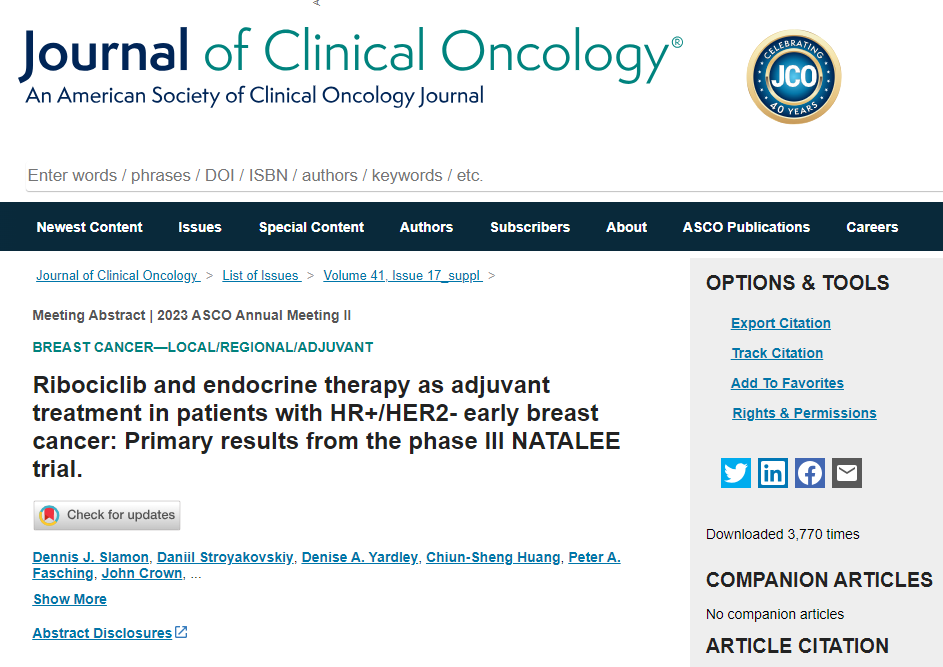 Journal of Clinical Oncology®
An American Society of Clinical Oncology Journal
CELEBRATING
JCO
40 YEARS
Enter words / phrases / DOI / ISBN / authors / keywords / etc.
Newest Content Issues Special Content Authors Subscribers About ASCO Publications Careers
Journal of Clinical Oncology > List of Issues > Volume 41, Issue 17_suppl >
Meeting Abstract | 2023 ASCO Annual Meeting II
BREAST CANCER—LOCAL/REGIONAL/ADJUVANT
Ribociclib and endocrine therapy as adjuvant
treatment in patients with HR+/HER2- early breast
cancer: Primary results from the phase III NATALEE
trial.
Check for updates
Dennis J. Slamon, Daniil Stroyakovskiy, Denise A. Yardley, Chiun-Sheng Huang, Peter A.
Fasching, John Crown, ...
Show More
Abstract Disclosures
OPTIONS & TOOLS
Export Citation
Track Citation
Add To Favorites
Rights & Permissions
in
f
Downloaded 3,770 times
COMPANION ARTICLES
No companion articles
ARTICLE CITATION